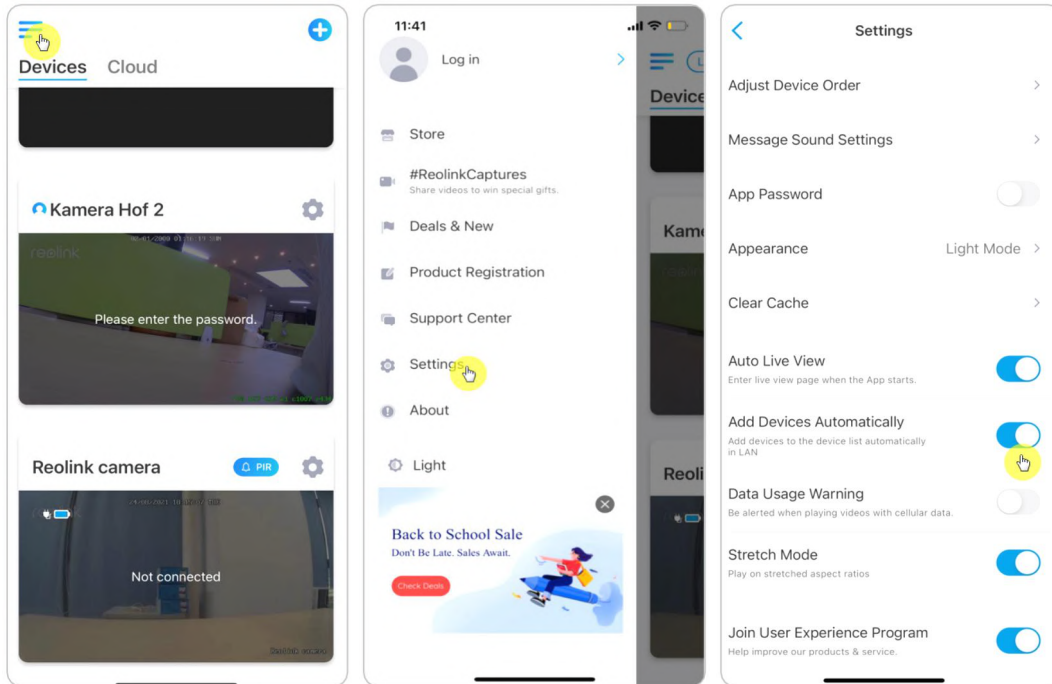 Devices Cloud
Kamera Hof 2
reolink
Please enter the password.
Reolink camera
PIR
Not connected
Reolink camera
11:41
Log in
Store
#ReolinkCaptures
Share videos to win special gifts.
Deals & New
Product Registration
Support Center
Settings
About
Light
Back to School Sale
Don't Be Late. Sales Await.
Check Deals
L
Device
Kame
Reoli
Settings
Adjust Device Order
Message Sound Settings
App Password
Appearance Light Mode
Clear Cache
Auto Live View
Enter live view page when the App starts.
Add Devices Automatically
Add devices to the device list automatically
in LAN
Data Usage Warning
Be alerted when playing videos with cellular data.
Stretch Mode
Play on stretched aspect ratios
Join User Experience Program
Help improve our products & service.